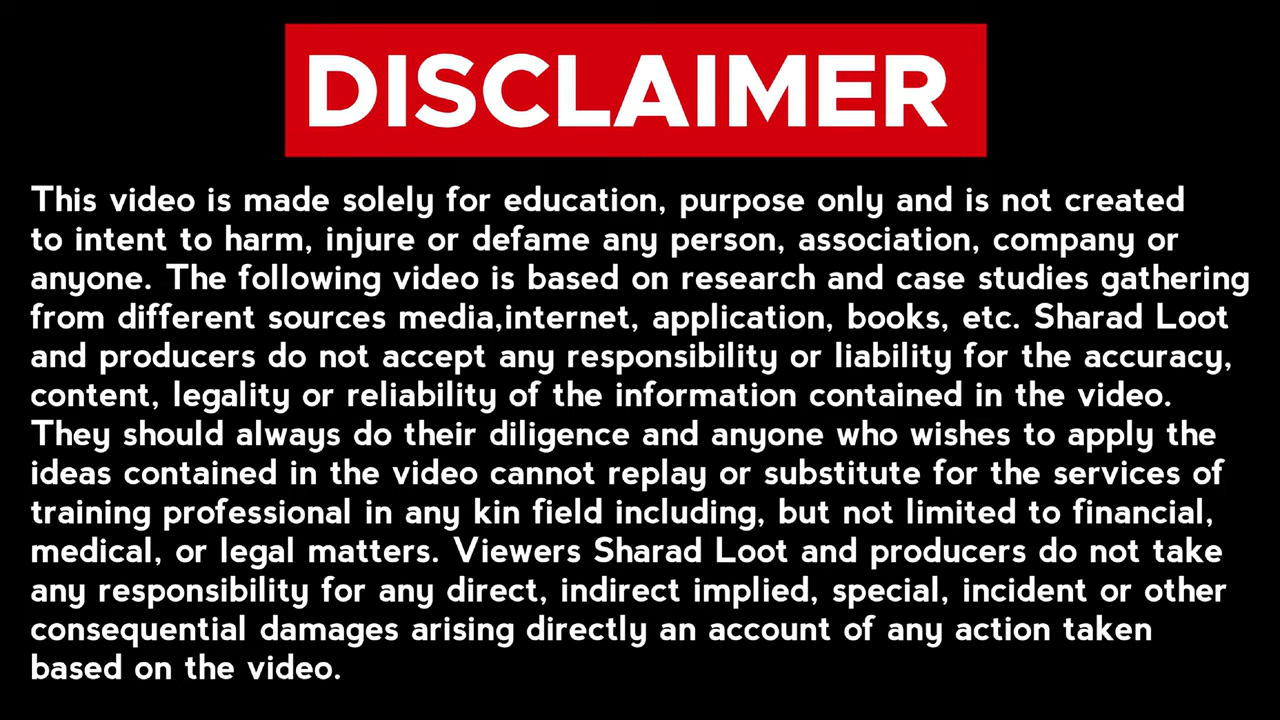 DISCLAIMER
This video is made solely for education, purpose only and is not created
to intent to harm, injure or defame any person, association, company or
anyone. The following video is based on research and case studies gathering
from different sources media,internet, application, books, etc. Sharad Loot
and producers do not accept any responsibility or liability for the accuracy,
content, legality or reliability of the information contained in the video.
They should always do their diligence and anyone who wishes to apply the
ideas contained in the video cannot replay or substitute for the services of
training professional in any kin field including, but not limited to financial,
medical, or legal matters. Viewers Sharad Loot and producers do not take
any responsibility for any direct, indirect implied, special, incident or other
consequential damages arising directly an account of any action taken
based on the video.